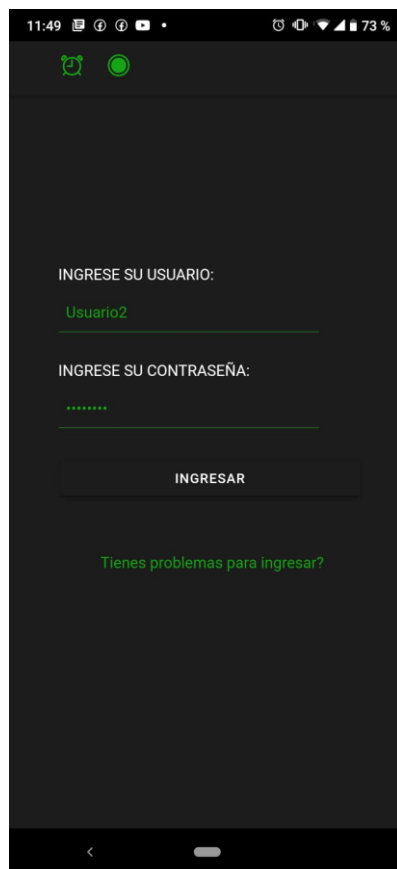 11:49 73 %
INGRESE SU USUARIO:
Usuario2
INGRESE SU CONTRASEÑA:
••••••••
INGRESAR
Tienes problemas para ingresar?